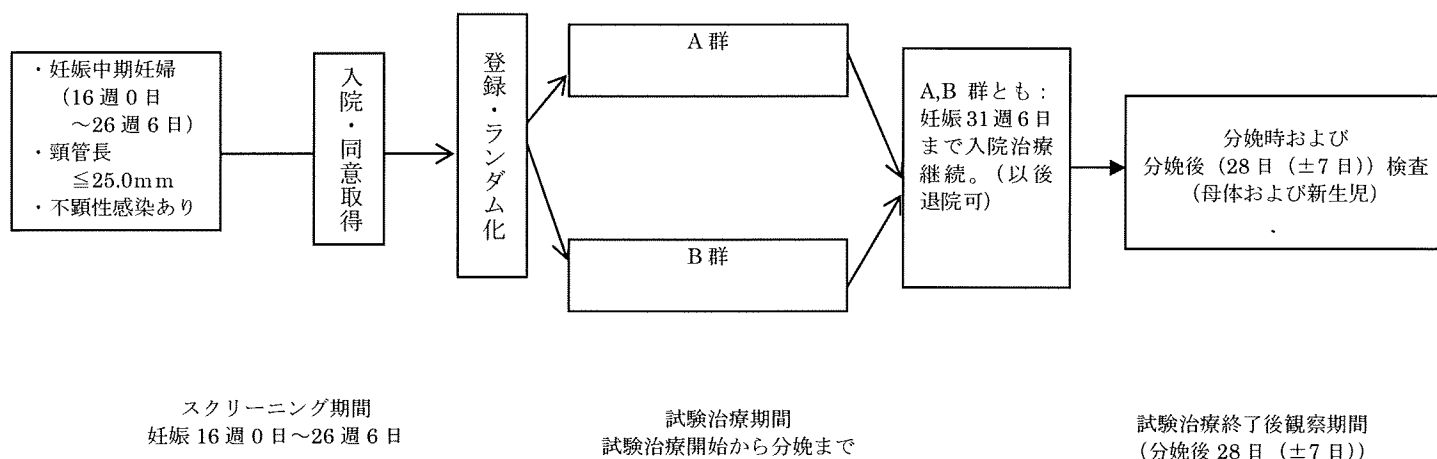 ・妊娠中期妊婦
(16週0日
～26週6日)
・頸管長
≦25.0mm
・不顕性感染あり
入院・同意取得
登録・ランダム化
A群
B群
A,B 群とも：
妊娠31週6日
まで入院治療
継続。（以後
退院可）
分娩時および
分娩後（28日（±7日））検査
（母体および新生児）
.
スクリーニング期間
妊娠16週0日～26週6日
試験治療期間
試験治療開始から分娩まで
試験治療終了後観察期間
（分娩後28日（±7日））